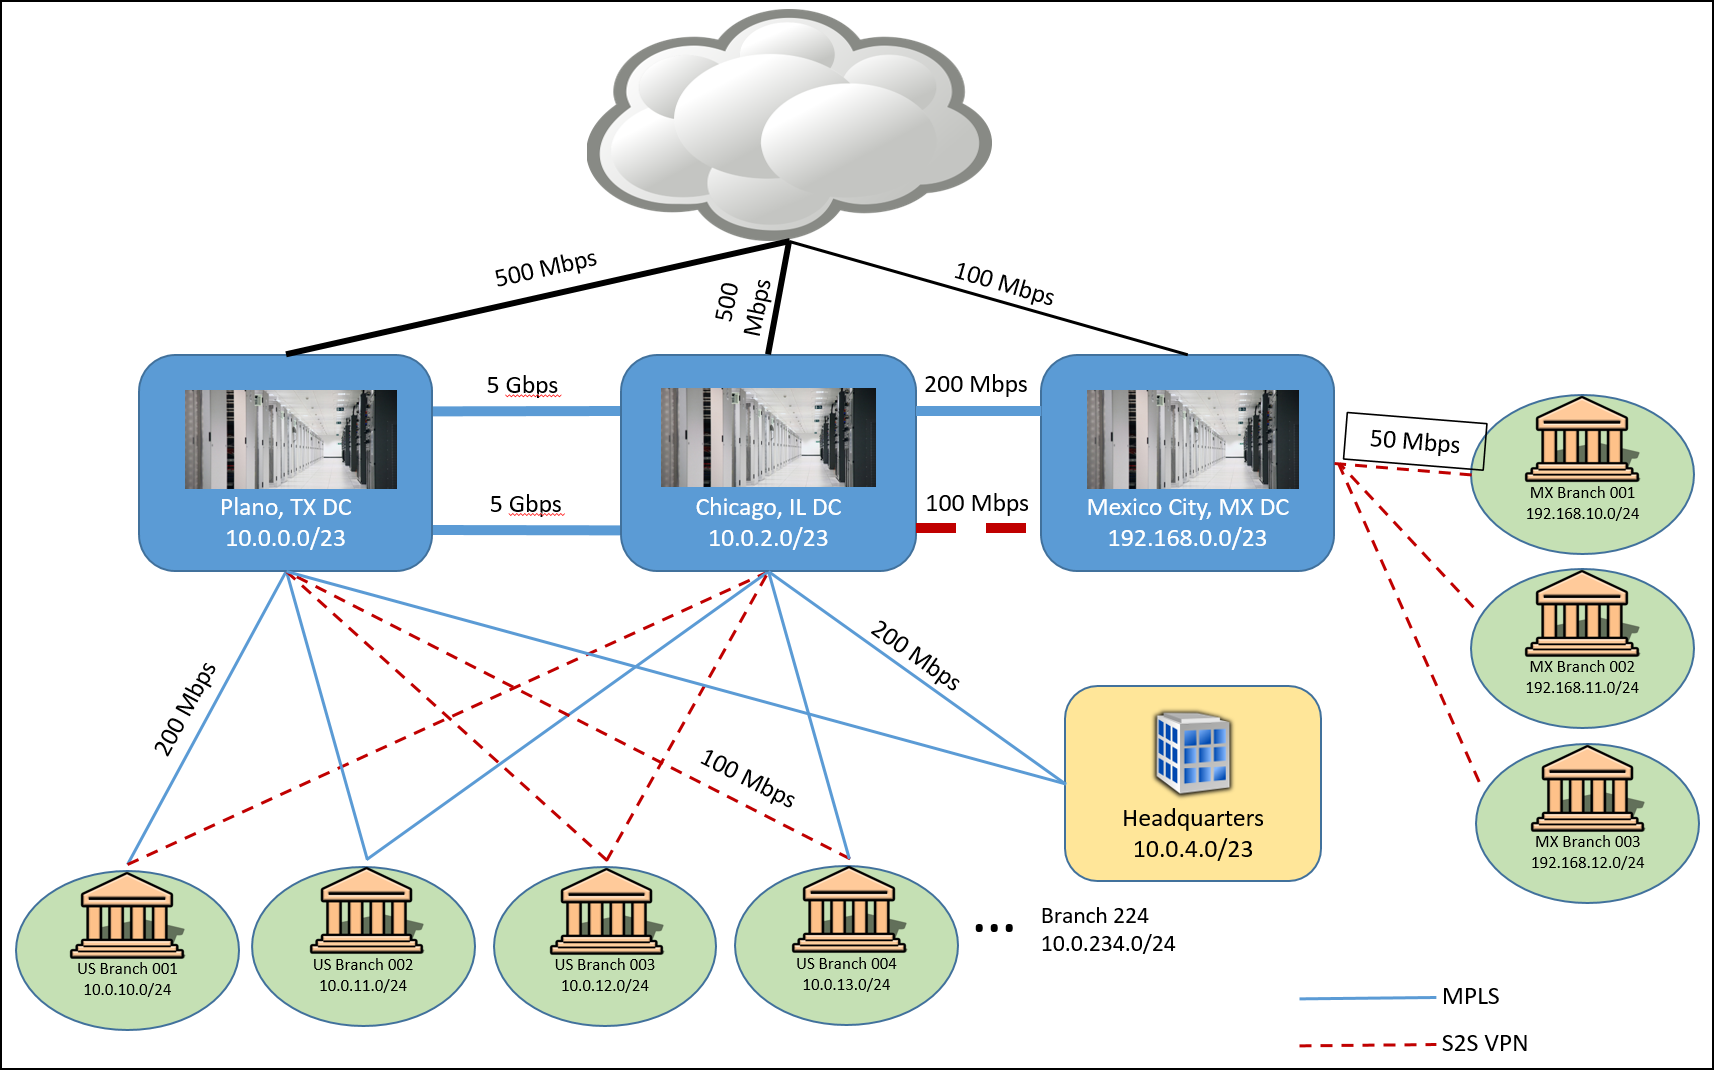 500 Mbps
500
Mbps
100 Mbps
5 Gbps
200 Mbps
5 Gbps
100 Mbps
Plano, TX DC
10.0.0.0/23
Chicago, IL DC
10.0.2.0/23
Mexico City, MX DC
192.168.0.0/23
50 Mbps
MX Branch 001
192.168.10.0/24
MX Branch 002
192.168.11.0/24
MX Branch 003
192.168.12.0/24
200 Mbps
100 Mbps
200 Mbps
Headquarters
10.0.4.0/23
US Branch 001
10.0.10.0/24
US Branch 002
10.0.11.0/24
US Branch 003
10.0.12.0/24
US Branch 004
10.0.13.0/24
...
Branch 224
10.0.234.0/24
MPLS
S2S VPN